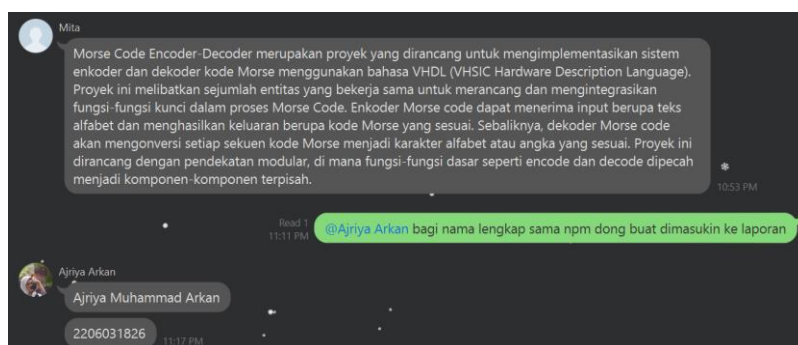 Mita
Morse Code Encoder-Decoder merupakan proyek yang dirancang untuk mengimplementasikan sistem
enkoder dan dekoder kode Morse menggunakan bahasa VHDL (VHSIC Hardware Description Language).
Proyek ini melibatkan sejumlah entitas yang bekerja sama untuk merancang dan mengintegrasikan
fungsi-fungsi kunci dalam proses Morse Code. Enkoder Morse code dapat menerima input berupa teks
alfabet dan menghasilkan keluaran berupa kode Morse yang sesuai. Sebaliknya, dekoder Morse code
akan mengonversi setiap sekuen kode Morse menjadi karakter alfabet atau angka yang sesuai. Proyek ini
dirancang dengan pendekatan modular, di mana fungsi-fungsi dasar seperti encode dan decode dipecah
menjadi komponen-komponen terpisah.
10:53 PM
Read 1
11:11 PM
@Ajriya Arkan bagi nama lengkap sama npm dong buat dimasukin ke laporan
Ajriya Arkan
Ajriya Muhammad Arkan
2206031826
11:17 PM